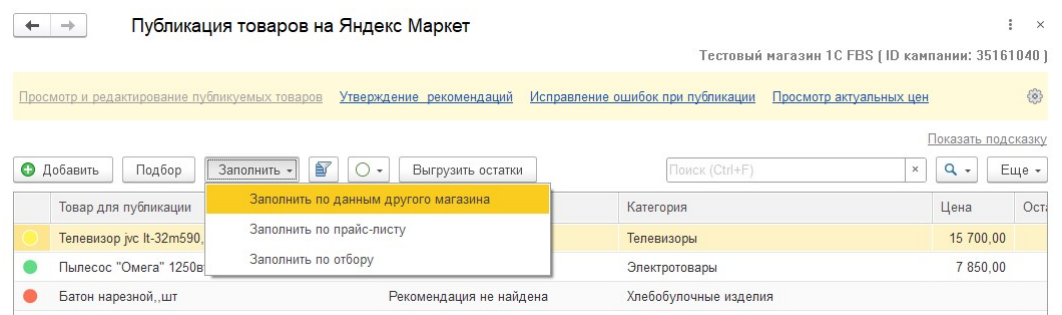 Публикация товаров на Яндекс Маркет
Тестовый магазин 1С FBS ( ID кампании: 35161040 )
Просмотр и редактирование публикуемых товаров Утверждение рекомендаций Исправление ошибок при публикации Просмотр актуальных цен
Показать подсказку
Добавить Подбор Заполнить Выгрузить остатки Поиск (Ctrl+F) × Еще
Заполнить по данным другого магазина
Заполнить по прайс-листу
Заполнить по отбору
Товар для публикации Категория Цена Оста
Телевизор jvc lt-32m590, Телевизоры 15 700,00
Пылесос "Омега" 1250в Электротовары 7 850,00
Батон нарезной,,шт Рекомендация не найдена Хлебобулочные изделия